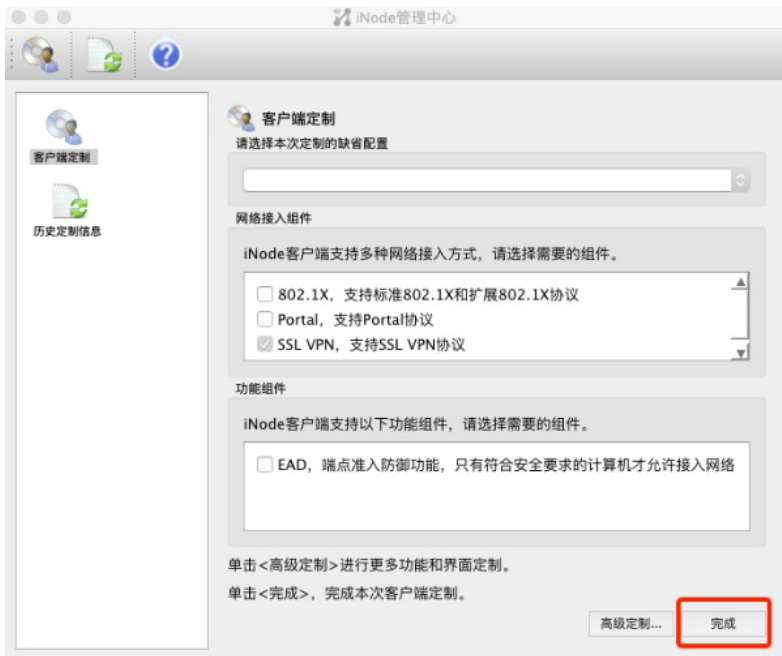 iNode管理中心
客户端定制
历史定制信息
客户端定制
请选择本次定制的缺省配置
网络接入组件
iNode客户端支持多种网络接入方式，请选择需要的组件。
802.1X，支持标准802.1X和扩展802.1X协议
Portal，支持Portal协议
SSL VPN，支持SSL VPN协议
功能组件
iNode客户端支持以下功能组件，请选择需要的组件。
EAD，端点准入防御功能，只有符合安全要求的计算机才允许接入网络
单击<高级定制>进行更多功能和界面定制。
单击<完成>，完成本次客户端定制。
高级定制... 完成